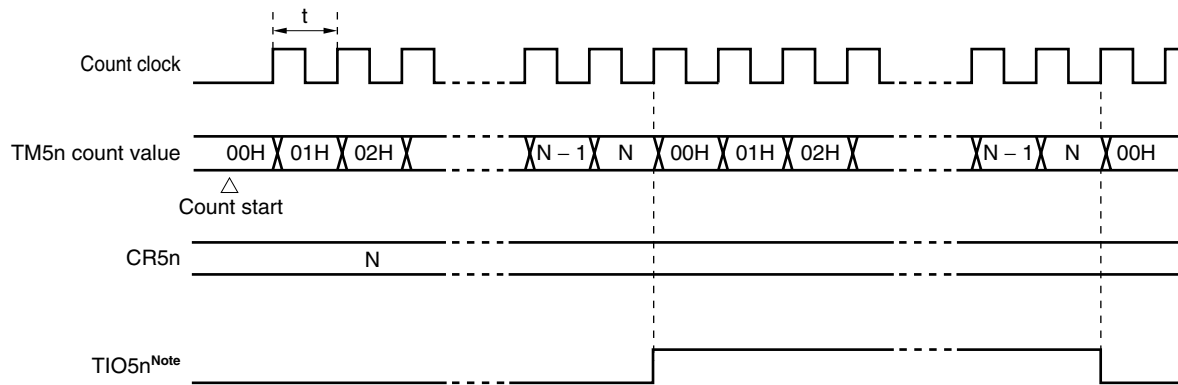 t
Count clock
TM5n count value 00H 01H 02H N − 1 N 00H 01H 02H N − 1 N 00H
Count start
CR5n N
TIO5nNote